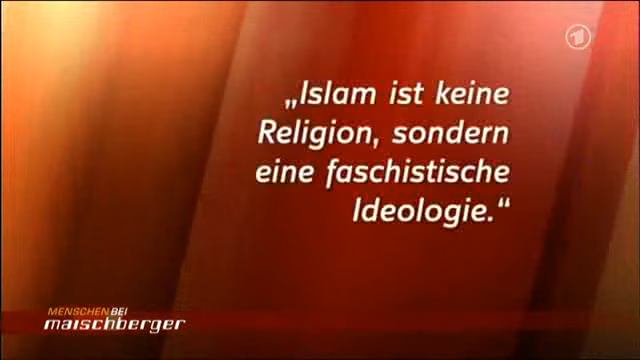 „Islam ist keine
Religion, sondern
eine faschistische
Ideologie.“
MENSCHEN BEI
maischberger